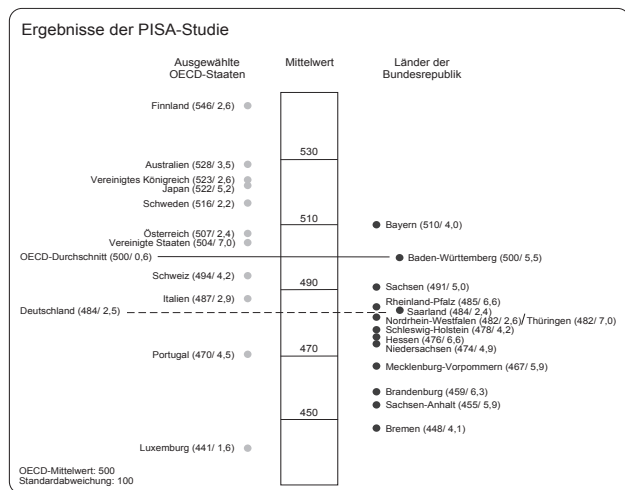 Ergebnisse der PISA-Studie
Ausgewählte
OECD-Staaten
Mittelwert
Länder der
Bundesrepublik
Finnland (546/ 2,6)
530
Australien (528/ 3,5)
Vereinigtes Königreich (523/ 2,6)
Japan (522/ 5,2)
Schweden (516/ 2,2)
510
Bayern (510/ 4,0)
Österreich (507/ 2,4)
Vereinigte Staaten (504/ 7,0)
OECD-Durchschnitt (500/ 0,6)
Baden-Württemberg (500/ 5,5)
Schweiz (494/ 4,2)
490
Sachsen (491/ 5,0)
Italien (487/ 2,9)
Rheinland-Pfalz (485/ 6,6)
Deutschland (484/ 2,5)
Saarland (484/ 2,4)
Nordrhein-Westfalen (482/ 2,6)/ Thüringen (482/ 7,0)
Schleswig-Holstein (478/ 4,2)
Hessen (476/ 6,6)
Niedersachsen (474/ 4,9)
470
Portugal (470/ 4,5)
Mecklenburg-Vorpommern (467/ 5,9)
Brandenburg (459/ 6,3)
Sachsen-Anhalt (455/ 5,9)
450
Bremen (448/ 4,1)
Luxemburg (441/ 1,6)
OECD-Mittelwert: 500
Standardabweichung: 100